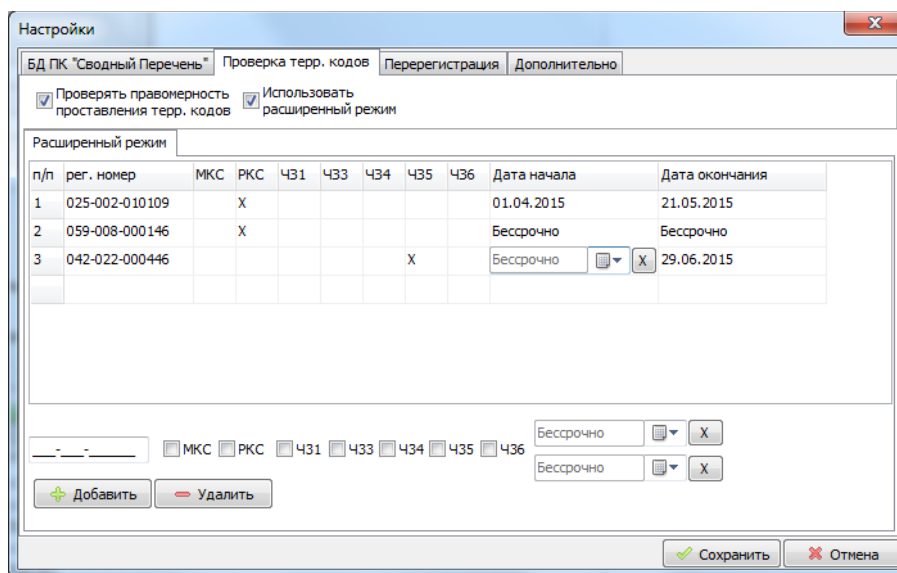 Настройки
БД ПК "Сводный Перечень" Проверка терр. кодов Перерегистрация Дополнительно
Проверять правомерность проставления терр. кодов
Использовать расширенный режим
Расширенный режим
п/п рег. номер МКС РКС ЧЗ1 ЧЗ3 ЧЗ4 ЧЗ5 ЧЗ6 Дата начала Дата окончания
1 025-002-010109 X 01.04.2015 21.05.2015
2 059-008-000146 X Бессрочно Бессрочно
3 042-022-000446 X Бессрочно X 29.06.2015
Бессрочно X
___-___-______ МКС РКС ЧЗ1 ЧЗ3 ЧЗ4 ЧЗ5 ЧЗ6
Бессрочно X
Добавить Удалить
Сохранить Отмена